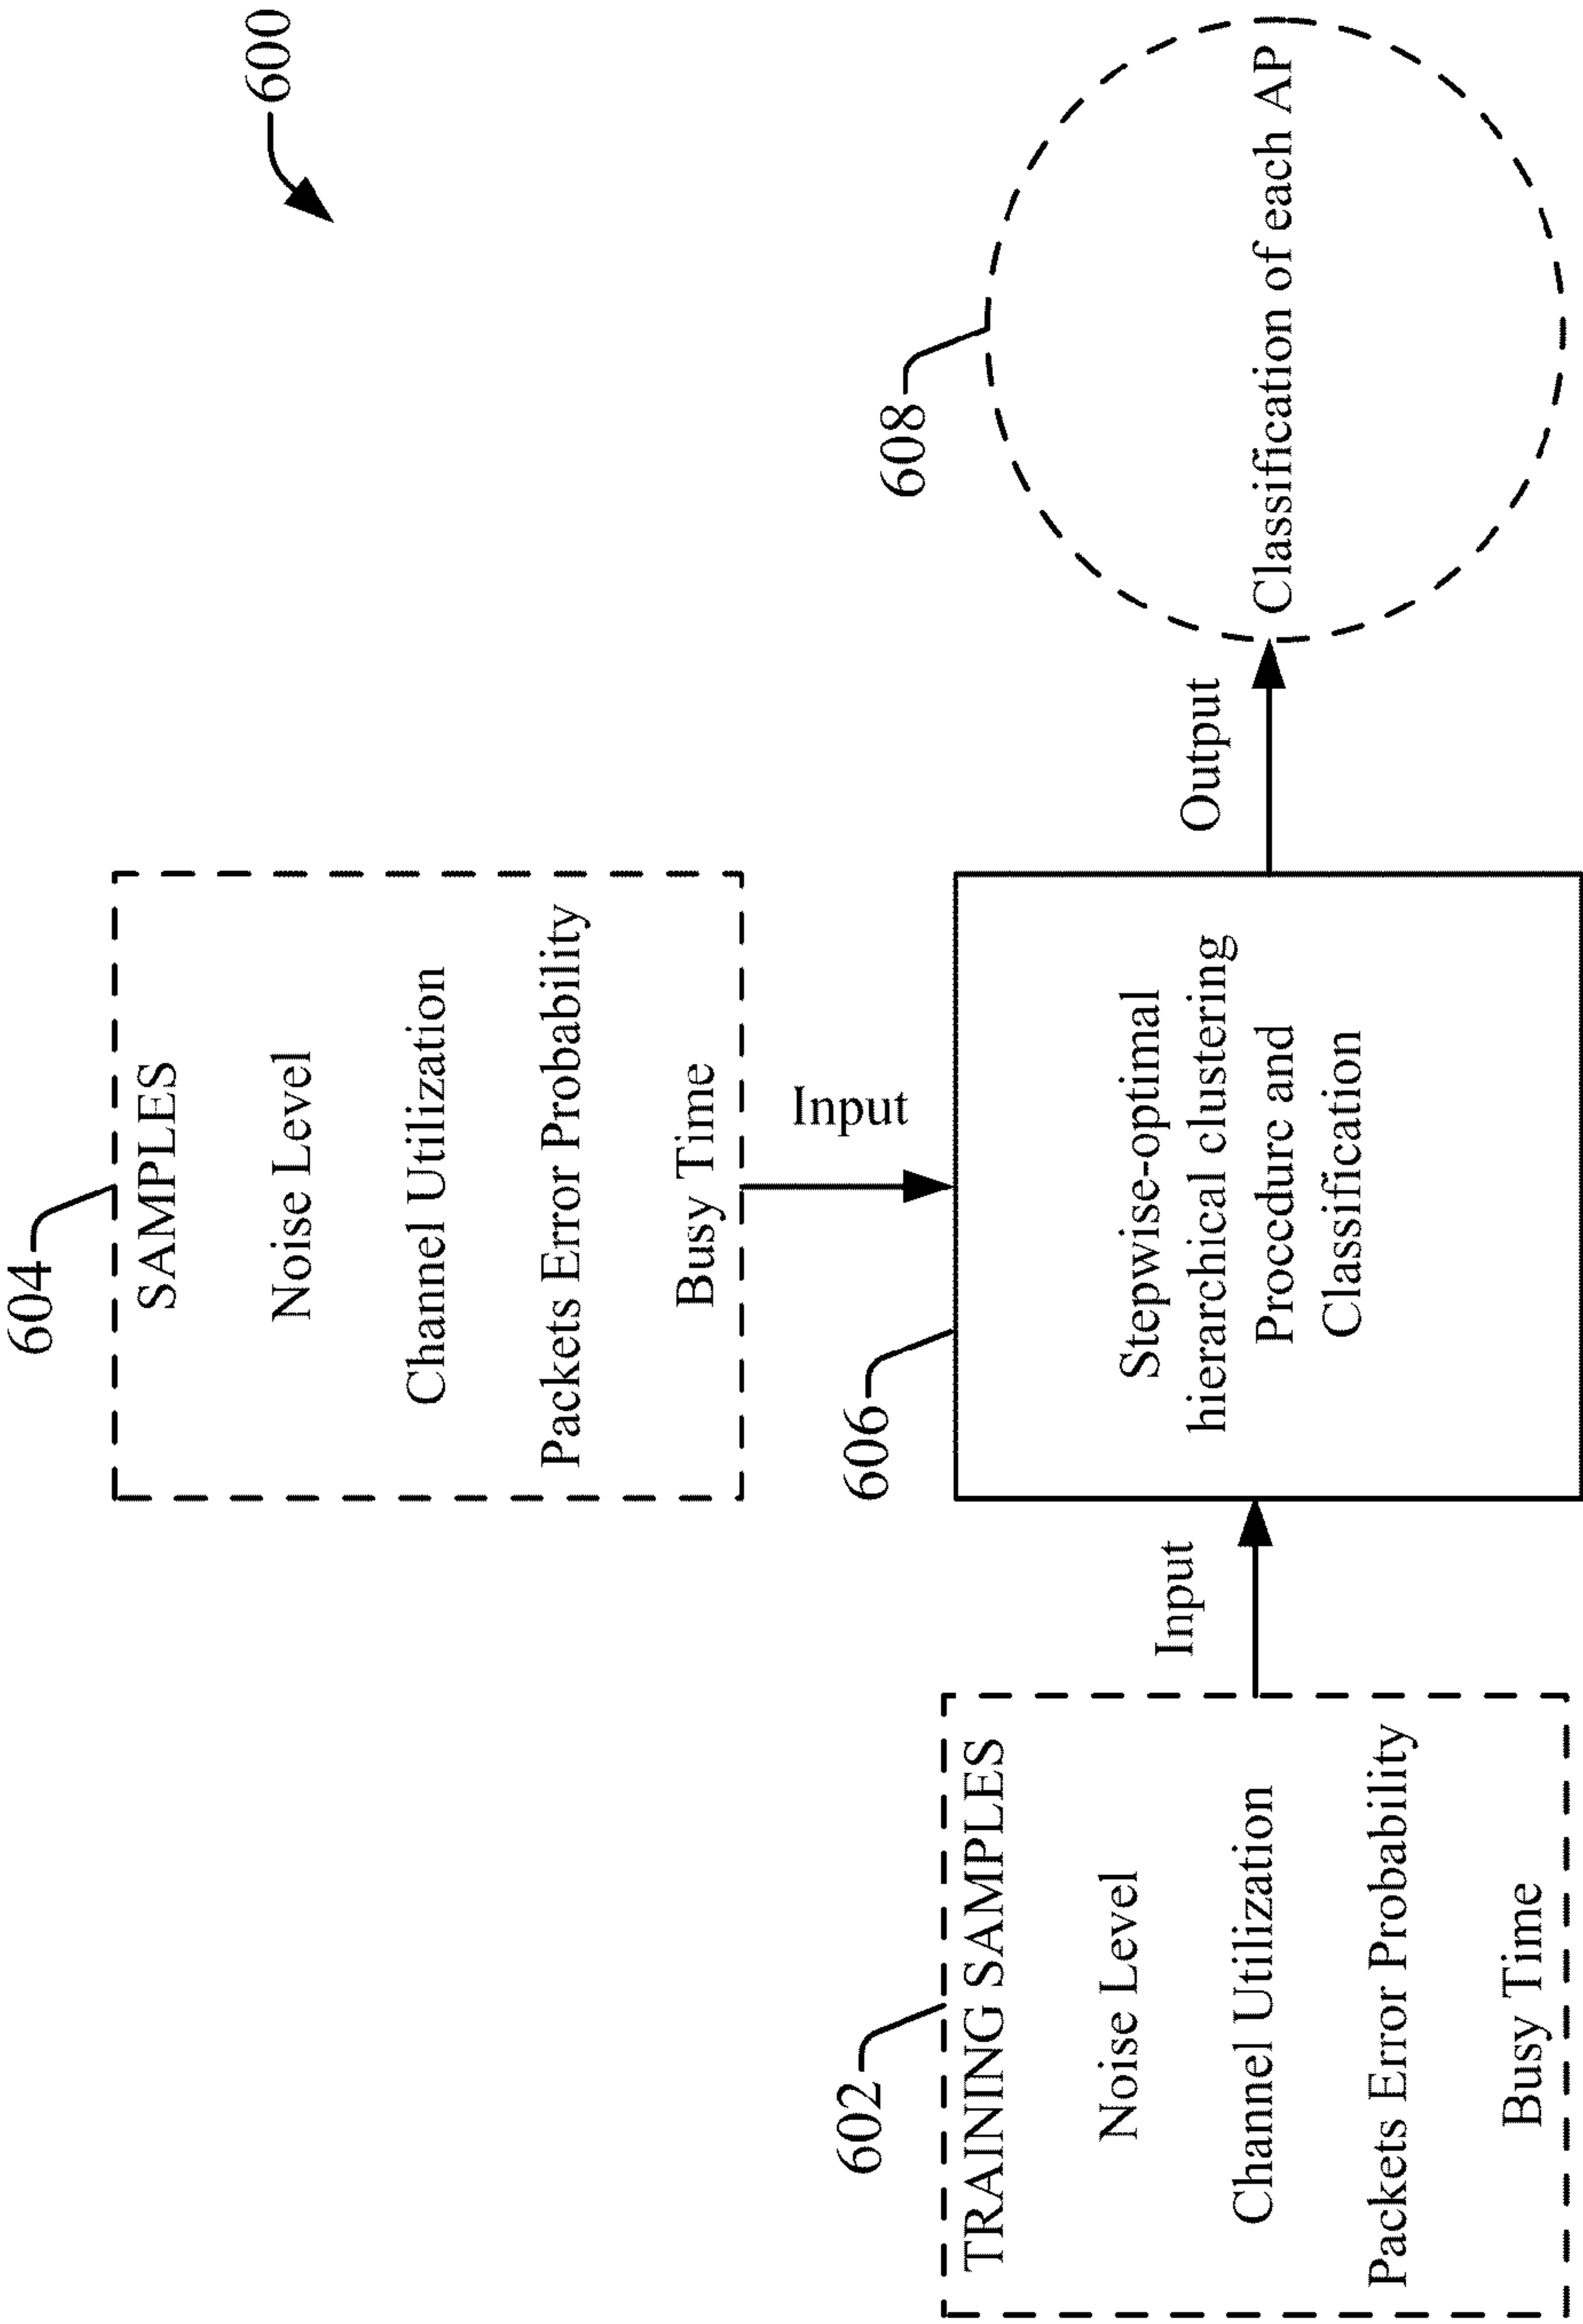 600
604
SAMPLES
Noise Level
Channel Utilization
Packets Error Probability
Busy Time
Input
602
TRAINING SAMPLES
Noise Level
Channel Utilization
Packets Error Probability
Busy Time
Input
606
Stepwise-optimal
hierarchical clustering
Procedure and
Classification
Output
608
Classification of each AP